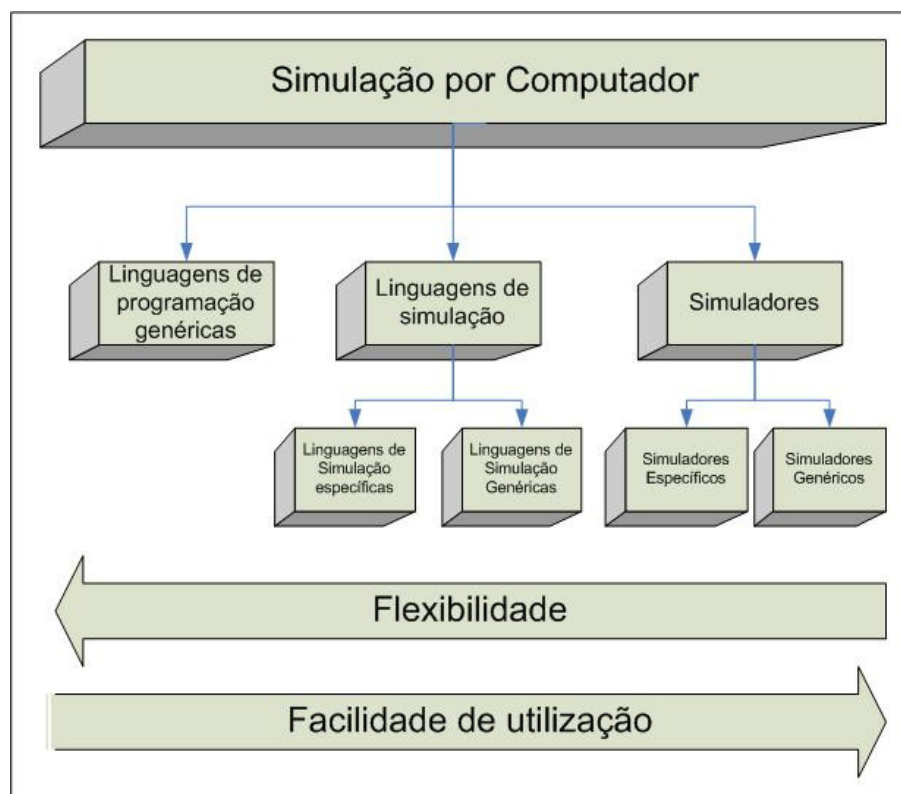 Simulação por Computador
Linguagens de
programação
genéricas
Linguagens de
simulação
Simuladores
Linguagens de
Simulação
específicas
Linguagens de
Simulação
Genéricas
Simuladores
Específicos
Simuladores
Genéricos
Flexibilidade
Facilidade de utilização